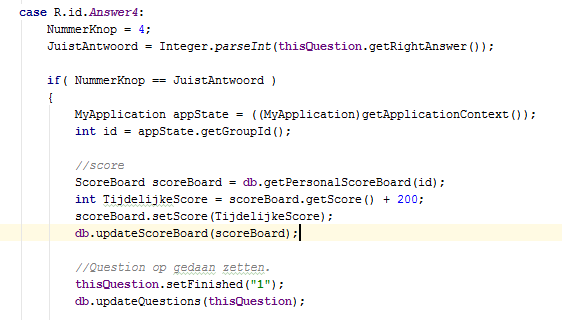 case R.id.Answer4:
NummerKnop = 4;
JuistAntwoord = Integer.parseInt(thisQuestion.getRightAnswer());
if( NummerKnop == JuistAntwoord )
{
MyApplication appState = ((MyApplication)getApplicationContext());
int id = appState.getGroupId();
//score
ScoreBoard scoreBoard = db.getPersonalScoreBoard(id);
int TijdelijkeScore = scoreBoard.getScore() + 200;
scoreBoard.setScore(TijdelijkeScore);
db.updateScoreBoard(scoreBoard);
//Question op gedaan zetten.
thisQuestion.setFinished("1");
db.updateQuestions(thisQuestion);